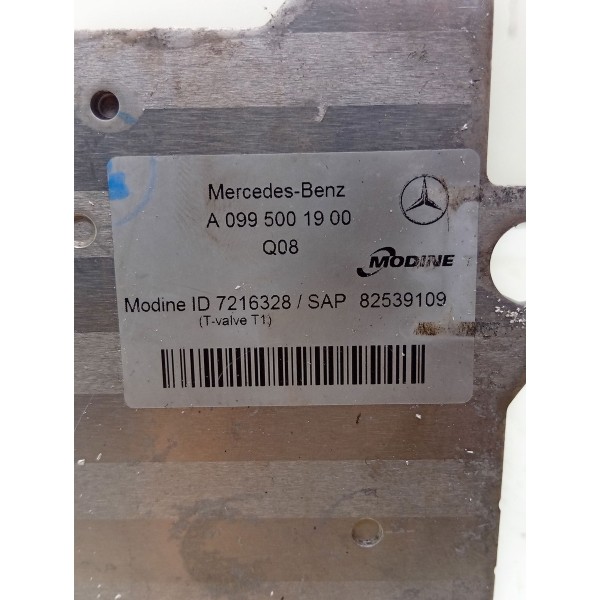 Mercedes-Benz
A 099 500 19 00
Q08
MODINE
Modine ID 7216328 / SAP 82539109
(T-valve T1)